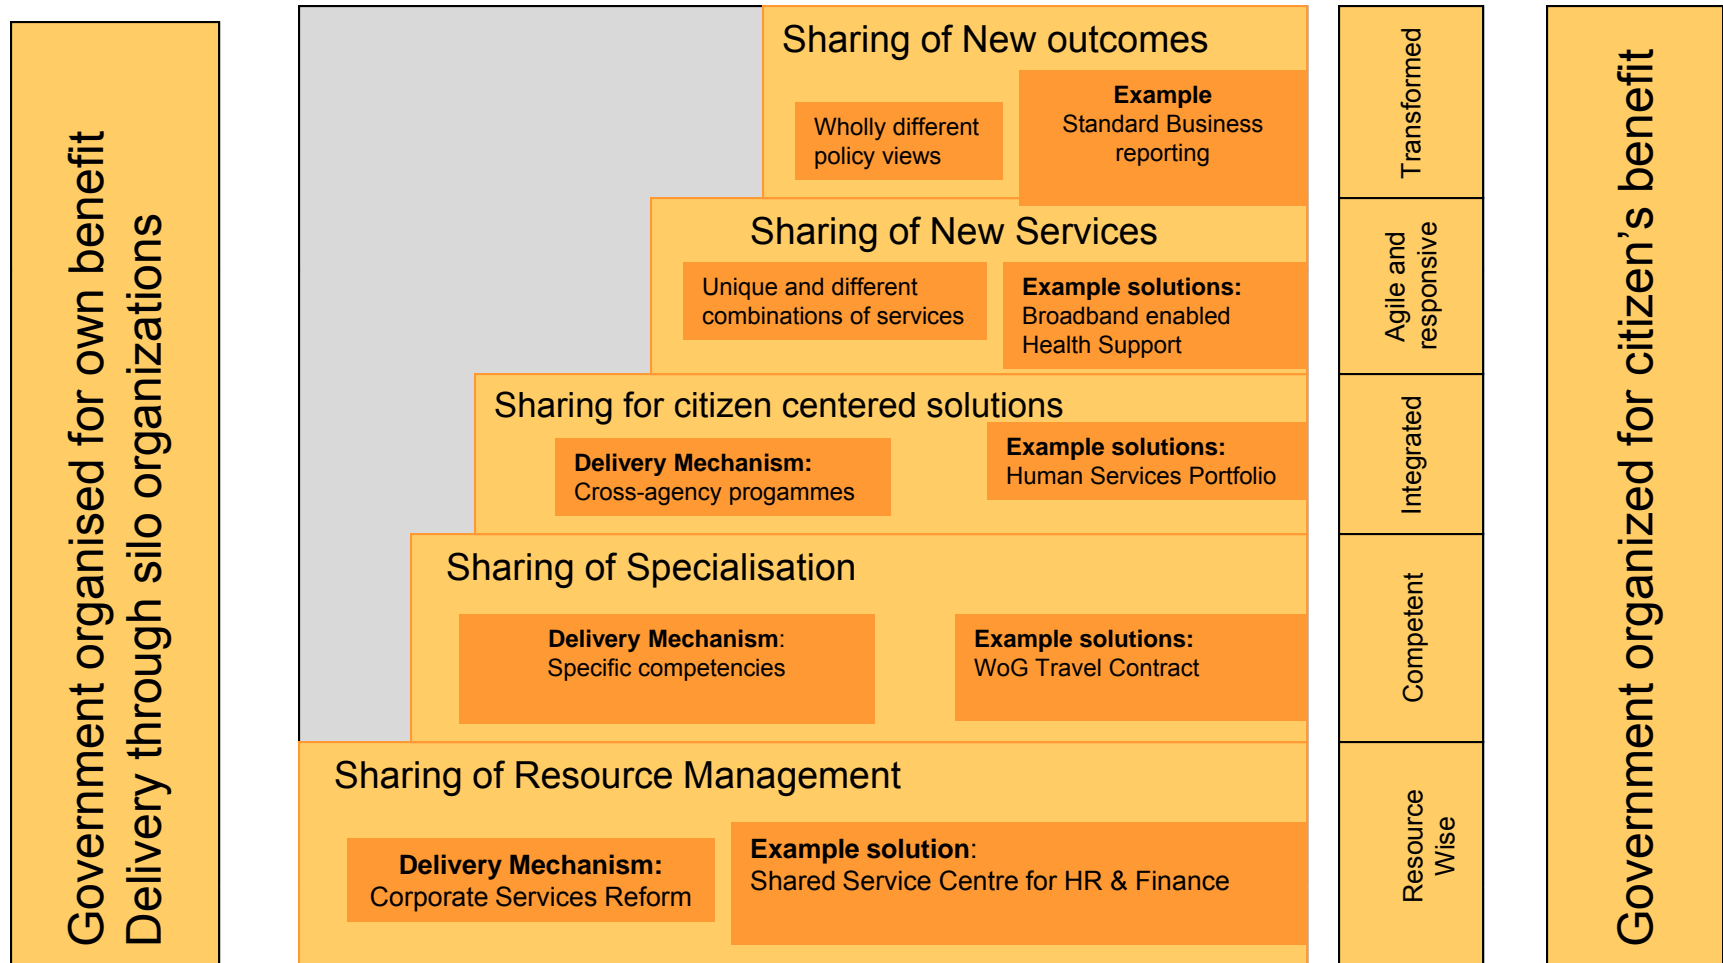 Government organised for own benefit
Delivery through silo organizations
Sharing of New outcomes
Wholly different
policy views
Example
Standard Business
reporting
Transformed
Sharing of New Services
Unique and different
combinations of services
Example solutions:
Broadband enabled
Health Support
Agile and
responsive
Sharing for citizen centered solutions
Delivery Mechanism:
Cross-agency progammes
Example solutions:
Human Services Portfolio
Integrated
Sharing of Specialisation
Delivery Mechanism:
Specific competencies
Example solutions:
WoG Travel Contract
Competent
Sharing of Resource Management
Delivery Mechanism:
Corporate Services Reform
Example solution:
Shared Service Centre for HR & Finance
Resource
Wise
Government organized for citizen’s benefit